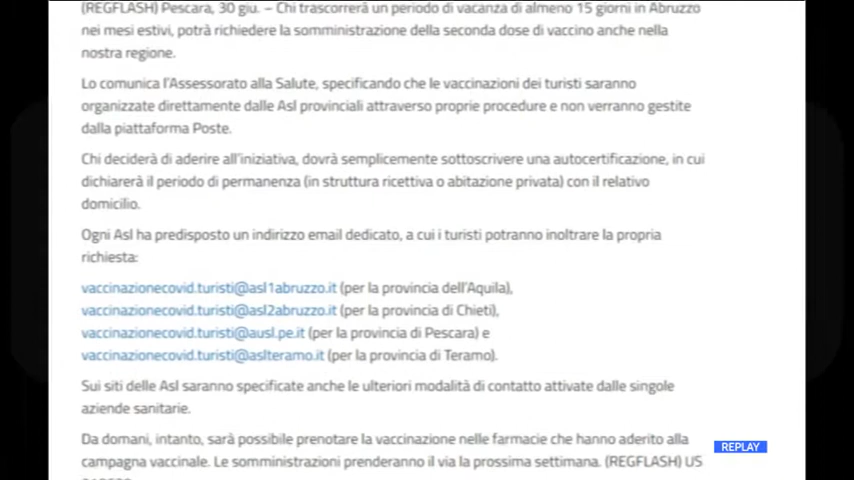 (REGFLASH) Pescara, 30 giu. – Chi trascorrerà un periodo di vacanza di almeno 15 giorni in Abruzzo
nei mesi estivi, potrà richiedere la somministrazione della seconda dose di vaccino anche nella
nostra regione.
Lo comunica l'Assessorato alla Salute, specificando che le vaccinazioni dei turisti saranno
organizzate direttamente dalle Asl provinciali attraverso proprie procedure e non verranno gestite
dalla piattaforma Poste.
Chi deciderà di aderire all'iniziativa, dovrà semplicemente sottoscrivere una autocertificazione, in cui
dichiarerà il periodo di permanenza (in struttura ricettiva o abitazione privata) con il relativo
domicilio.
Ogni Asl ha predisposto un indirizzo email dedicato, a cui i turisti potranno inoltrare la propria
richiesta:
vaccinazionecovid.turisti@asl1abruzzo.it (per la provincia dell'Aquila),
vaccinazionecovid.turisti@asl2abruzzo.it (per la provincia di Chieti),
vaccinazionecovid.turisti@ausl.pe.it (per la provincia di Pescara) e
vaccinazionecovid.turisti@aslteramo.it (per la provincia di Teramo).
Sui siti delle Asl saranno specificate anche le ulteriori modalità di contatto attivate dalle singole
aziende sanitarie.
Da domani, intanto, sarà possibile prenotare la vaccinazione nelle farmacie che hanno aderito alla
campagna vaccinale. Le somministrazioni prenderanno il via la prossima settimana. (REGFLASH) US
REPLAY